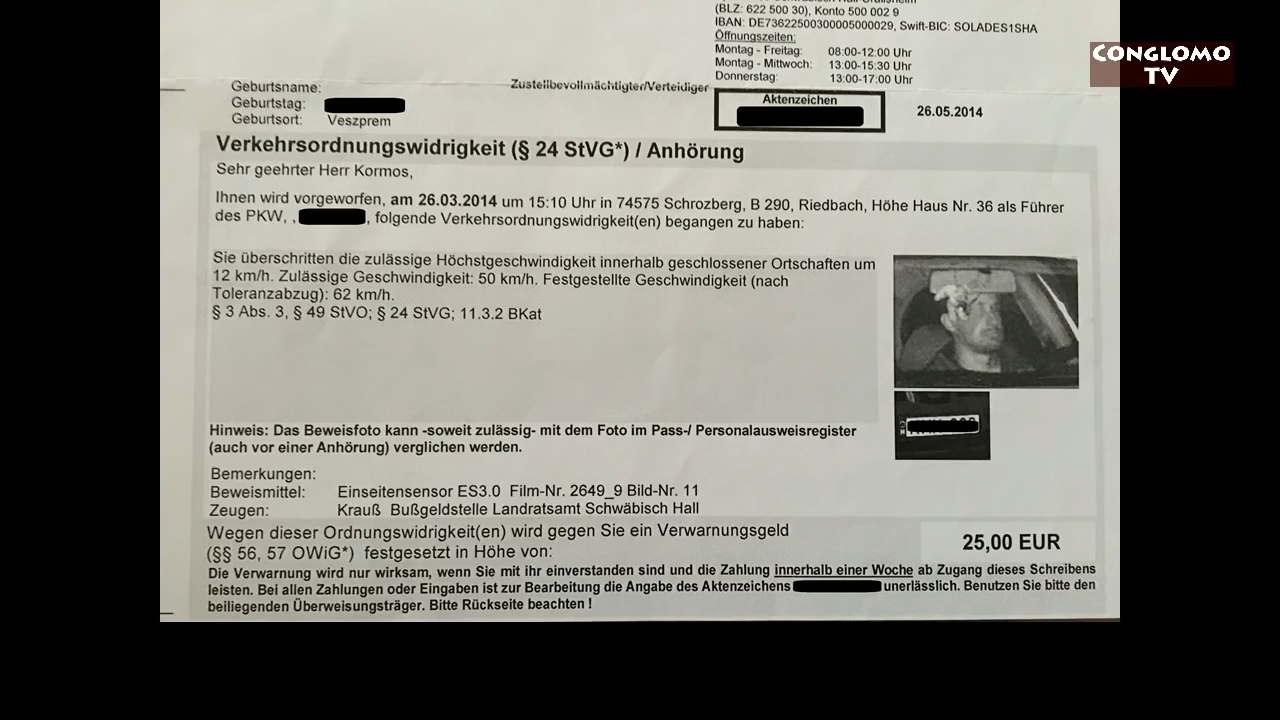 (BLZ: 622 500 30), Konto 500 002 9
IBAN: DE73622500300005000029, Swift-BIC: SOLADES1SHA
Öffnungszeiten:
Montag - Freitag: 08:00-12:00 Uhr
Montag - Mittwoch: 13:00-15:30 Uhr
Donnerstag: 13:00-17:00 Uhr
CONGLOMO
TV
Geburtsname:
Zustellbevollmächtigter/Verteidiger
Geburtstag:
Geburtsort: Veszprem
Aktenzeichen
26.05.2014
Verkehrsordnungswidrigkeit (§ 24 StVG*) / Anhörung
Sehr geehrter Herr Kormos,
Ihnen wird vorgeworfen, am 26.03.2014 um 15:10 Uhr in 74575 Schrozberg, B 290, Riedbach, Höhe Haus Nr. 36 als Führer
des PKW, , , folgende Verkehrsordnungswidrigkeit(en) begangen zu haben:
Sie überschritten die zulässige Höchstgeschwindigkeit innerhalb geschlossener Ortschaften um
12 km/h. Zulässige Geschwindigkeit: 50 km/h. Festgestellte Geschwindigkeit (nach
Toleranzabzug): 62 km/h.
§ 3 Abs. 3, § 49 StVO; § 24 StVG; 11.3.2 BKat
Hinweis: Das Beweisfoto kann -soweit zulässig- mit dem Foto im Pass-/ Personalausweisregister
(auch vor einer Anhörung) verglichen werden.
Bemerkungen:
Beweismittel: Einseitensensor ES3.0 Film-Nr. 2649_9 Bild-Nr. 11
Zeugen: Krauß Bußgeldstelle Landratsamt Schwäbisch Hall
Wegen dieser Ordnungswidrigkeit(en) wird gegen Sie ein Verwarnungsgeld
(§§ 56, 57 OWiG*) festgesetzt in Höhe von:
25,00 EUR
Die Verwarnung wird nur wirksam, wenn Sie mit ihr einverstanden sind und die Zahlung innerhalb einer Woche ab Zugang dieses Schreibens
leisten. Bei allen Zahlungen oder Eingaben ist zur Bearbeitung die Angabe des Aktenzeichens unerlässlich. Benutzen Sie bitte den
beiliegenden Überweisungsträger. Bitte Rückseite beachten !